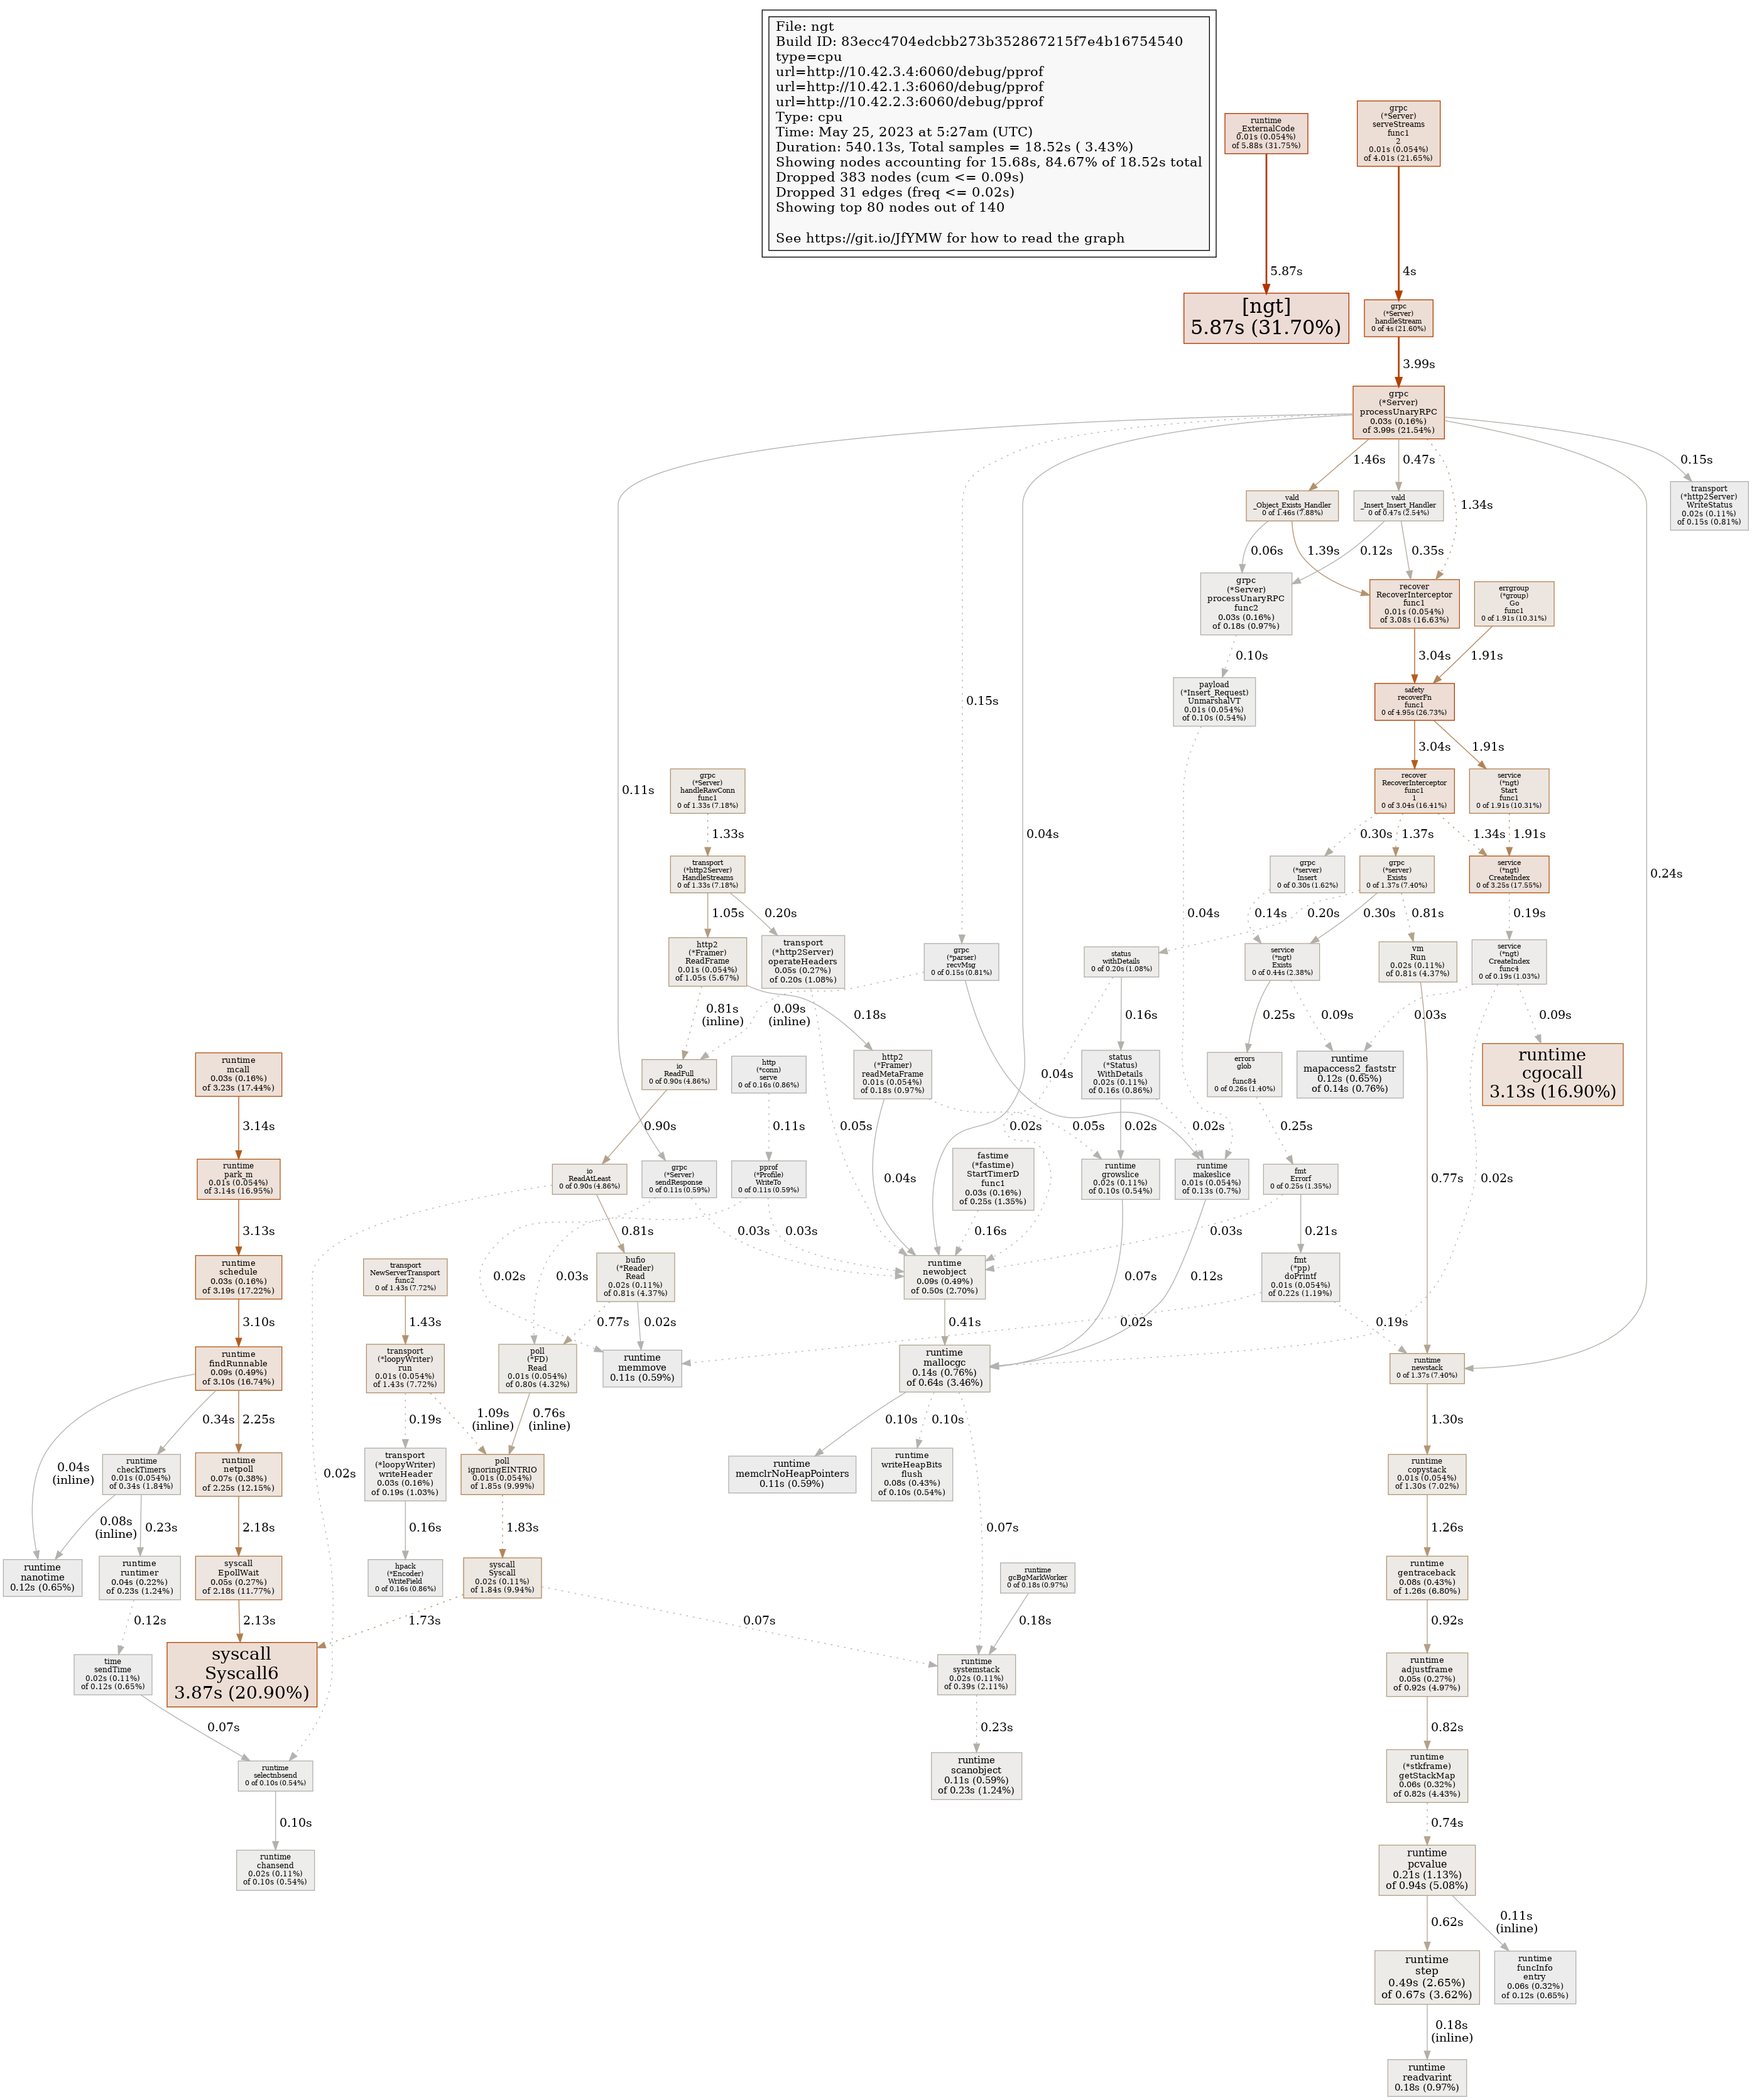 File: ngt
Build ID: 83ecc4704edcbb273b352867215f7e4b16754540
type=cpu
url=http://10.42.3.4:6060/debug/pprof
url=http://10.42.1.3:6060/debug/pprof
url=http://10.42.2.3:6060/debug/pprof
Type: cpu
Time: May 25, 2023 at 5:27am (UTC)
Duration: 540.13s, Total samples = 18.52s ( 3.43%)
Showing nodes accounting for 15.68s, 84.67% of 18.52s total
Dropped 383 nodes (cum <= 0.09s)
Dropped 31 edges (freq <= 0.02s)
Showing top 80 nodes out of 140
See https://git.io/JfYMW for how to read the graph
runtime
_ExternalCode
0.01s (0.054%)
of 5.88s (31.75%)
grpc
(*Server)
serveStreams
func1
2
0.01s (0.054%)
of 4.01s (21.65%)
5.87s
4s
[ngt]
5.87s (31.70%)
grpc
(*Server)
handleStream
0 of 4s (21.60%)
3.99s
grpc
(*Server)
processUnaryRPC
0.03s (0.16%)
of 3.99s (21.54%)
1.46s
0.47s
0.15s
1.34s
vald
_Object_Exists_Handler
0 of 1.46s (7.88%)
vald
_Insert_Insert_Handler
0 of 0.47s (2.54%)
transport
(*http2Server)
WriteStatus
0.02s (0.11%)
of 0.15s (0.81%)
0.06s
1.39s
0.12s
0.35s
grpc
(*Server)
processUnaryRPC
func2
0.03s (0.16%)
of 0.18s (0.97%)
recover
RecoverInterceptor
func1
0.01s (0.054%)
of 3.08s (16.63%)
errgroup
(*group)
Go
func1
0 of 1.91s (10.31%)
0.10s
3.04s
1.91s
payload
(*Insert_Request)
UnmarshalVT
0.01s (0.054%)
of 0.10s (0.54%)
safety
recoverFn
func1
0 of 4.95s (26.73%)
0.15s
3.04s
1.91s
grpc
(*Server)
handleRawConn
func1
0 of 1.33s (7.18%)
recover
RecoverInterceptor
func1
1
0 of 3.04s (16.41%)
service
(*ngt)
Start
func1
0 of 1.91s (10.31%)
0.11s
1.33s
0.04s
0.30s
1.37s
1.34s
1.91s
transport
(*http2Server)
HandleStreams
0 of 1.33s (7.18%)
grpc
(*server)
Insert
0 of 0.30s (1.62%)
grpc
(*server)
Exists
0 of 1.37s (7.40%)
service
(*ngt)
CreateIndex
0 of 3.25s (17.55%)
0.24s
1.05s
0.20s
0.04s
0.14s
0.20s
0.30s
0.81s
0.19s
http2
(*Framer)
ReadFrame
0.01s (0.054%)
of 1.05s (5.67%)
transport
(*http2Server)
operateHeaders
0.05s (0.27%)
of 0.20s (1.08%)
grpc
(*parser)
recvMsg
0 of 0.15s (0.81%)
status
withDetails
0 of 0.20s (1.08%)
service
(*ngt)
Exists
0 of 0.44s (2.38%)
vm
Run
0.02s (0.11%)
of 0.81s (4.37%)
service
(*ngt)
CreateIndex
func4
0 of 0.19s (1.03%)
0.81s
(inline)
0.09s
(inline)
0.18s
0.16s
0.25s
0.09s
0.03s
0.09s
runtime
mcall
0.03s (0.16%)
of 3.23s (17.44%)
io
ReadFull
0 of 0.90s (4.86%)
http
(*conn)
serve
0 of 0.16s (0.86%)
http2
(*Framer)
readMetaFrame
0.01s (0.054%)
of 0.18s (0.97%)
0.04s
status
(*Status)
WithDetails
0.02s (0.11%)
of 0.16s (0.86%)
errors
glob
func84
0 of 0.26s (1.40%)
runtime
mapaccess2_faststr
0.12s (0.65%)
of 0.14s (0.76%)
runtime
cgocall
3.13s (16.90%)
3.14s
0.90s
0.11s
0.05s
0.02s
0.05s
0.02s
0.02s
0.25s
runtime
park_m
0.01s (0.054%)
of 3.14s (16.95%)
io
ReadAtLeast
0 of 0.90s (4.86%)
grpc
(*Server)
sendResponse
0 of 0.11s (0.59%)
pprof
(*Profile)
WriteTo
0 of 0.11s (0.59%)
0.04s
fastime
(*fastime)
StartTimerD
func1
0.03s (0.16%)
of 0.25s (1.35%)
runtime
growslice
0.02s (0.11%)
of 0.10s (0.54%)
runtime
makeslice
0.01s (0.054%)
of 0.13s (0.7%)
fmt
Errorf
0 of 0.25s (1.35%)
0.77s
0.02s
3.13s
0.81s
0.03s
0.03s
0.16s
0.03s
0.21s
runtime
schedule
0.03s (0.16%)
of 3.19s (17.22%)
transport
NewServerTransport
func2
0 of 1.43s (7.72%)
0.02s
0.03s
bufio
(*Reader)
Read
0.02s (0.11%)
of 0.81s (4.37%)
runtime
newobject
0.09s (0.49%)
of 0.50s (2.70%)
0.07s
0.12s
fmt
(*pp)
doPrintf
0.01s (0.054%)
of 0.22s (1.19%)
3.10s
1.43s
0.77s
0.02s
0.41s
0.02s
0.19s
runtime
findRunnable
0.09s (0.49%)
of 3.10s (16.74%)
transport
(*loopyWriter)
run
0.01s (0.054%)
of 1.43s (7.72%)
poll
(*FD)
Read
0.01s (0.054%)
of 0.80s (4.32%)
runtime
memmove
0.11s (0.59%)
runtime
mallocgc
0.14s (0.76%)
of 0.64s (3.46%)
runtime
newstack
0 of 1.37s (7.40%)
0.34s
2.25s
0.19s
1.09s
(inline)
0.76s
(inline)
0.10s
0.10s
1.30s
0.04s
(inline)
runtime
checkTimers
0.01s (0.054%)
of 0.34s (1.84%)
runtime
netpoll
0.07s (0.38%)
of 2.25s (12.15%)
0.02s
transport
(*loopyWriter)
writeHeader
0.03s (0.16%)
of 0.19s (1.03%)
poll
ignoringEINTRIO
0.01s (0.054%)
of 1.85s (9.99%)
runtime
memclrNoHeapPointers
0.11s (0.59%)
runtime
writeHeapBits
flush
0.08s (0.43%)
of 0.10s (0.54%)
runtime
copystack
0.01s (0.054%)
of 1.30s (7.02%)
0.08s
(inline)
0.23s
2.18s
0.16s
1.83s
0.07s
1.26s
runtime
nanotime
0.12s (0.65%)
runtime
runtimer
0.04s (0.22%)
of 0.23s (1.24%)
syscall
EpollWait
0.05s (0.27%)
of 2.18s (11.77%)
hpack
(*Encoder)
WriteField
0 of 0.16s (0.86%)
syscall
Syscall
0.02s (0.11%)
of 1.84s (9.94%)
runtime
gcBgMarkWorker
0 of 0.18s (0.97%)
runtime
gentraceback
0.08s (0.43%)
of 1.26s (6.80%)
0.12s
2.13s
1.73s
0.07s
0.18s
0.92s
time
sendTime
0.02s (0.11%)
of 0.12s (0.65%)
syscall
Syscall6
3.87s (20.90%)
runtime
systemstack
0.02s (0.11%)
of 0.39s (2.11%)
runtime
adjustframe
0.05s (0.27%)
of 0.92s (4.97%)
0.07s
0.23s
0.82s
runtime
selectnbsend
0 of 0.10s (0.54%)
runtime
scanobject
0.11s (0.59%)
of 0.23s (1.24%)
runtime
(*stkframe)
getStackMap
0.06s (0.32%)
of 0.82s (4.43%)
0.10s
0.74s
runtime
chansend
0.02s (0.11%)
of 0.10s (0.54%)
runtime
pcvalue
0.21s (1.13%)
of 0.94s (5.08%)
0.62s
0.11s
(inline)
runtime
step
0.49s (2.65%)
of 0.67s (3.62%)
runtime
funcInfo
entry
0.06s (0.32%)
of 0.12s (0.65%)
0.18s
(inline)
runtime
readvarint
0.18s (0.97%)